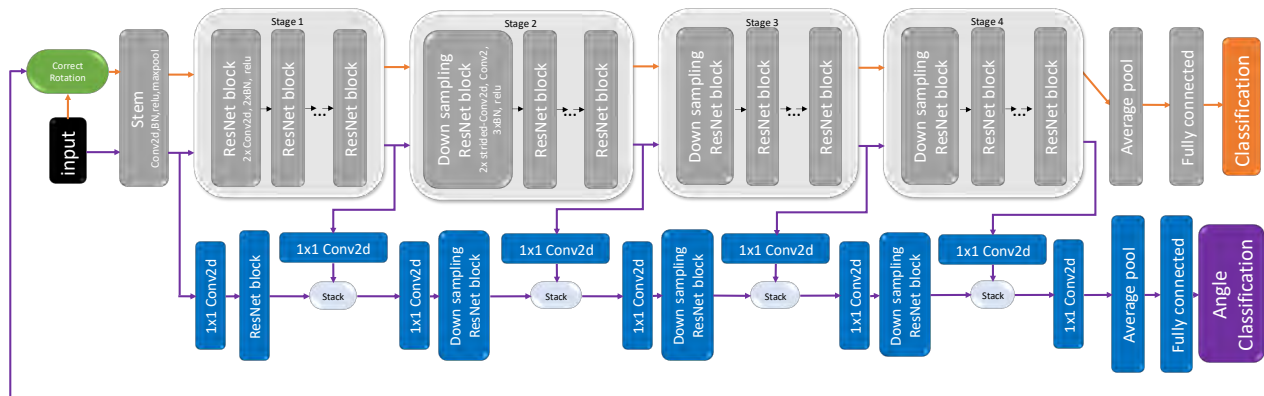 Stage 1
Stage 2
Stage 3
Stage 4
Correct
Rotation
input
Stem
Conv2d,BN,relu,maxpool
ResNet block
2x Conv2d, 2xBN, relu
ResNet block
...
ResNet block
Down sampling
ResNet block
2x strided-Conv2d, Conv2,
3xBN, relu
ResNet block
...
ResNet block
Down sampling
ResNet block
ResNet block
...
ResNet block
Down sampling
ResNet block
ResNet block
...
ResNet block
Average pool
Fully connected
Classification
1x1 Conv2d
ResNet block
1x1 Conv2d
Stack
1x1 Conv2d
Down sampling
ResNet block
1x1 Conv2d
Stack
1x1 Conv2d
Down sampling
ResNet block
1x1 Conv2d
Stack
1x1 Conv2d
Down sampling
ResNet block
1x1 Conv2d
Stack
1x1 Conv2d
Average pool
Fully connected
Angle
Classification